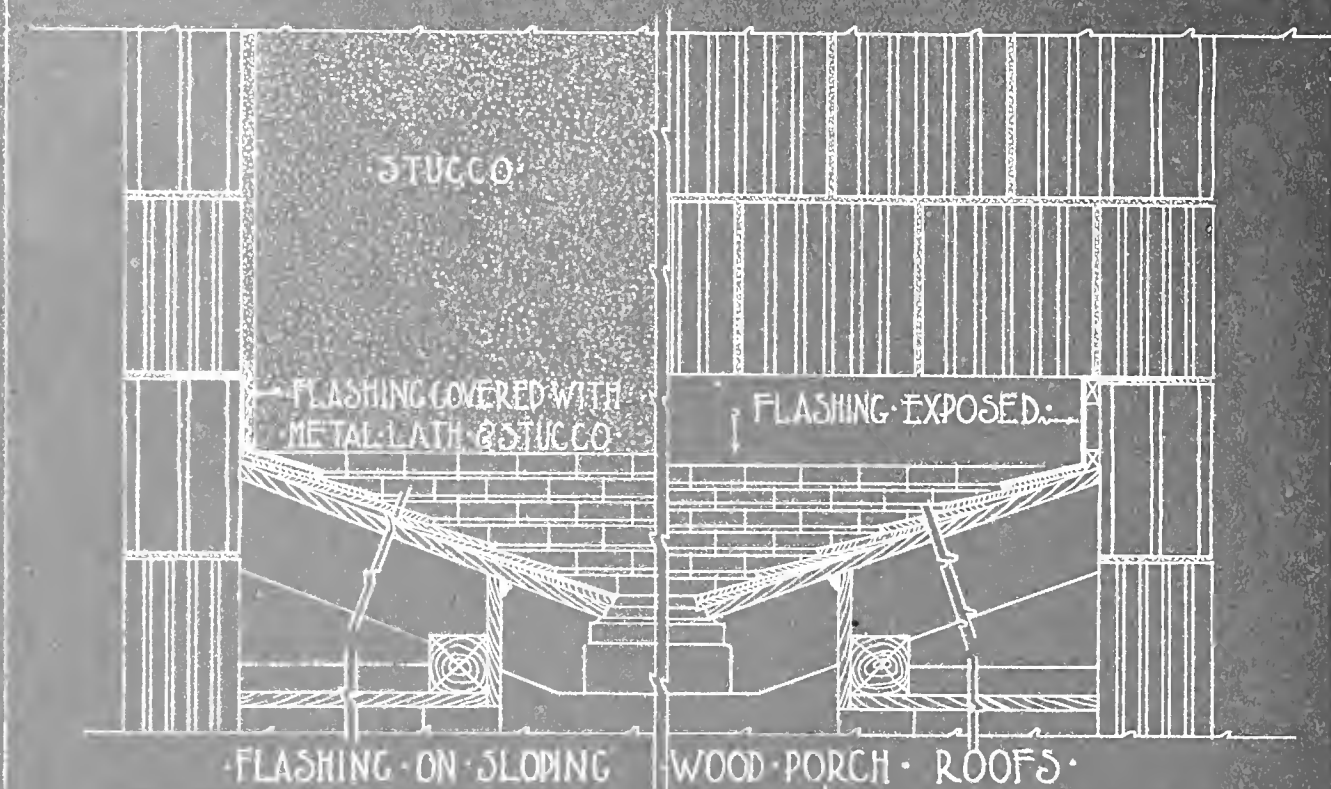 ·STUCCO·
FLASHING COVERED WITH
·METAL·LATH·&STUCCO·
FLASHING·EXPOSED·
·FLASHING·ON·SLOPING WOOD·PORCH·ROOFS·